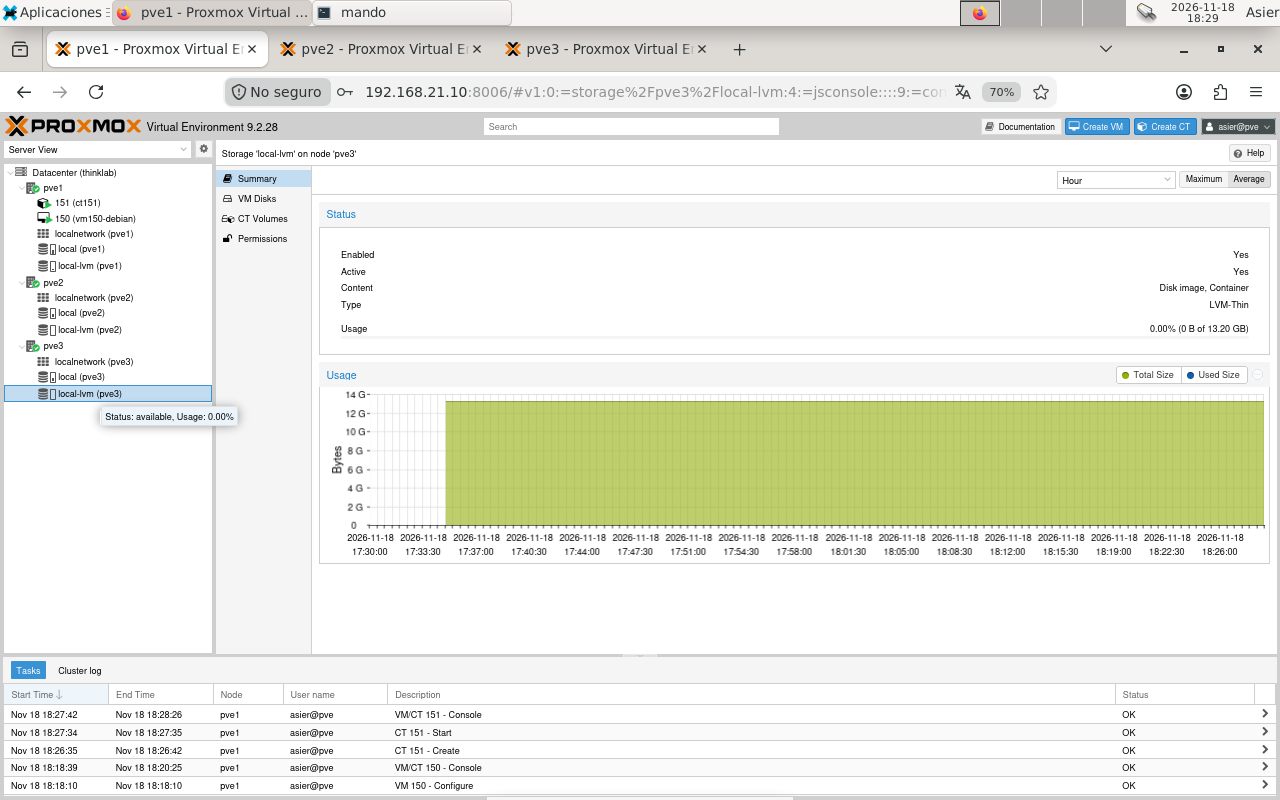 Aplicaciones
pve1 - Proxmox Virtual ...
mando
2026-11-18
18:29
Asier
pve1 - Proxmox Virtual E
pve2 - Proxmox Virtual E
pve3 - Proxmox Virtual E
No seguro
192.168.21.10:8006/#v1:0:=storage%2Fpve3%2Flocal-lvm:4:=jsconsole::::9:=con
70%
PROXMOX Virtual Environment 9.2.28
Search
Documentation
Create VM
Create CT
asier@pve
Server View
Storage 'local-lvm' on node 'pve3'
Help
Datacenter (thinklab)
pve1
151 (ct151)
150 (vm150-debian)
localnetwork (pve1)
local (pve1)
local-lvm (pve1)
pve2
localnetwork (pve2)
local (pve2)
local-lvm (pve2)
pve3
localnetwork (pve3)
local (pve3)
local-lvm (pve3)
Status: available, Usage: 0.00%
Summary
VM Disks
CT Volumes
Permissions
Hour
Maximum
Average
Status
Enabled Yes
Active Yes
Content Disk image, Container
Type LVM-Thin
Usage 0.00% (0 B of 13.20 GB)
Usage
Total Size
Used Size
Bytes
14 G
12 G
10 G
8 G
6 G
4 G
2 G
0
2026-11-18 2026-11-18 2026-11-18 2026-11-18 2026-11-18 2026-11-18 2026-11-18 2026-11-18 2026-11-18 2026-11-18 2026-11-18 2026-11-18 2026-11-18 2026-11-18 2026-11-18 2026-11-18 2026-11-18
17:30:00 17:33:30 17:37:00 17:40:30 17:44:00 17:47:30 17:51:00 17:54:30 17:58:00 18:01:30 18:05:00 18:08:30 18:12:00 18:15:30 18:19:00 18:22:30 18:26:00
Tasks
Cluster log
Start Time End Time Node User name Description Status
Nov 18 18:27:42 Nov 18 18:28:26 pve1 asier@pve VM/CT 151 - Console OK
Nov 18 18:27:34 Nov 18 18:27:35 pve1 asier@pve CT 151 - Start OK
Nov 18 18:26:35 Nov 18 18:26:42 pve1 asier@pve CT 151 - Create OK
Nov 18 18:18:39 Nov 18 18:20:25 pve1 asier@pve VM/CT 150 - Console OK
Nov 18 18:18:10 Nov 18 18:18:10 pve1 asier@pve VM 150 - Configure OK